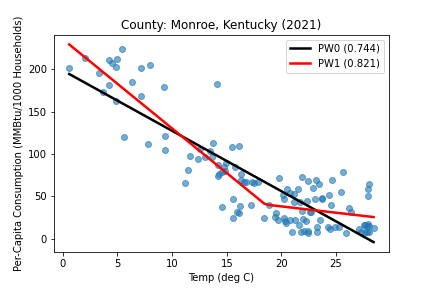 County: Monroe, Kentucky (2021)
PW0 (0.744)
PW1 (0.821)
Per-Capita Consumption (MMBtu/1000 Households)
200
150
100
50
0
0 5 10 15 20 25
Temp (deg C)